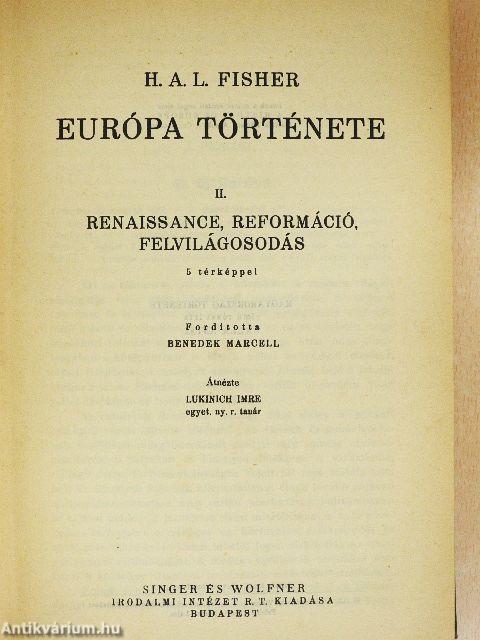 H. A. L. FISHER
EURÓPA TÖRTÉNETE
II.
RENAISSANCE, REFORMÁCIÓ,
FELVILÁGOSODÁS
5 térképpel
Fordította
BENEDEK MARCELL
Átnézte
LUKINICH IMRE
egyet. ny. r. tanár
SINGER ÉS WOLFNER
IRODALMI INTÉZET R. T. KIADÁSA
BUDAPEST
Antikvárium.hu